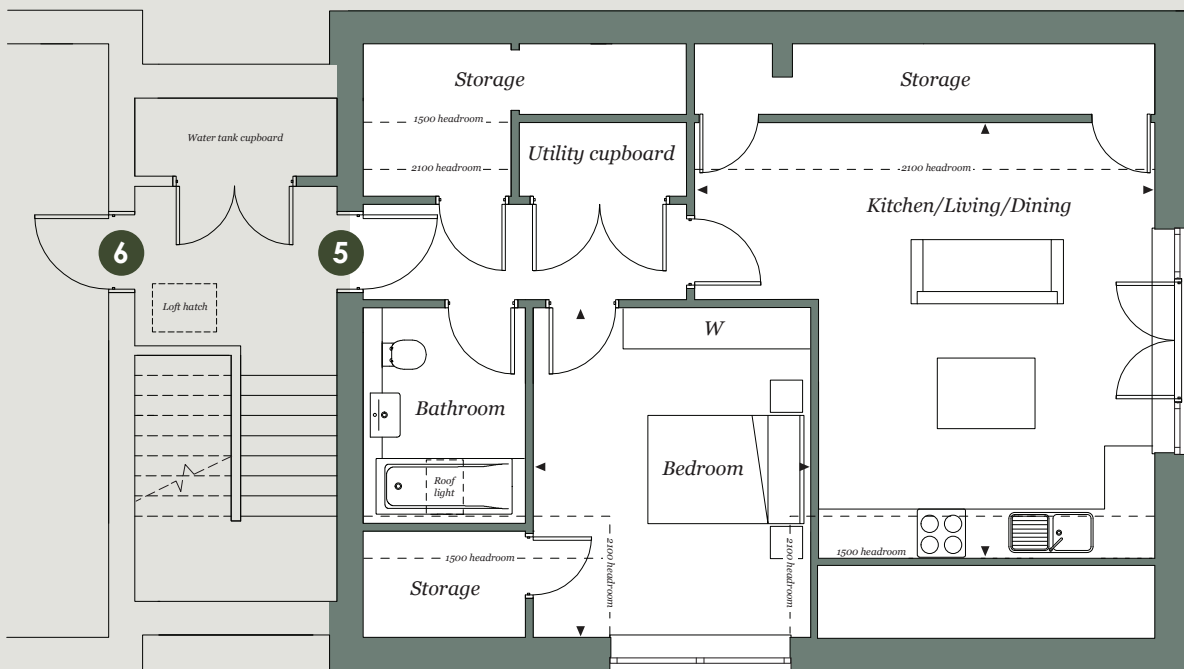 Storage
Storage
1500 headroom
Water tank cupboard
Utility cupboard
2100 headroom
2100 headroom
Kitchen/Living/Dining
6
5
Loft hatch
W
Bathroom
Bedroom
Roof
light
2100 headroom
2100 headroom
1500 headroom
1500 headroom
Storage